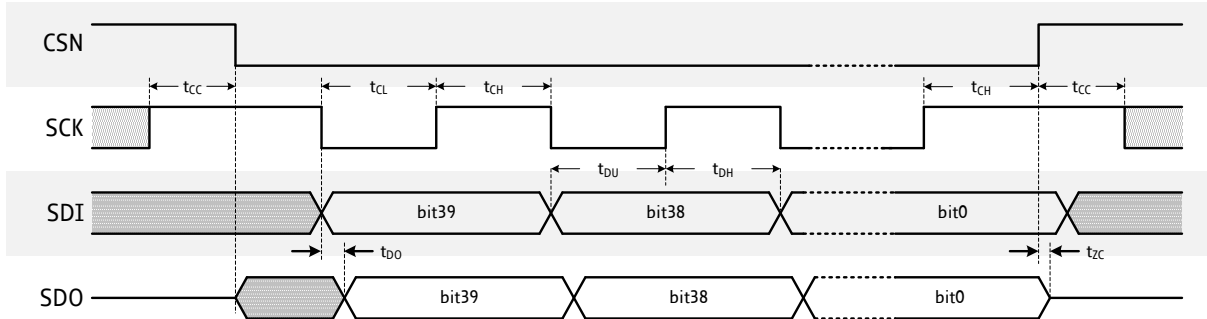 CSN
tCC tCL tCH tCH tCC
SCK
tDU tDH
SDI bit39 bit38 bit0
tDO tZC
SDO bit39 bit38 bit0